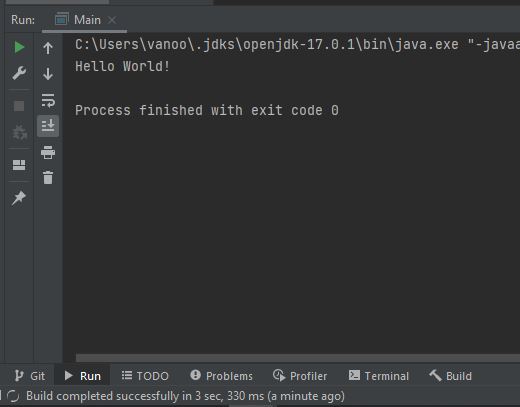 Run: Main
C:\Users\vanoo\.jdks\openjdk-17.0.1\bin\java.exe "-javaa
Hello World!
Process finished with exit code 0
Git Run TODO Problems Profiler Terminal Build
Build completed successfully in 3 sec, 330 ms (a minute ago)